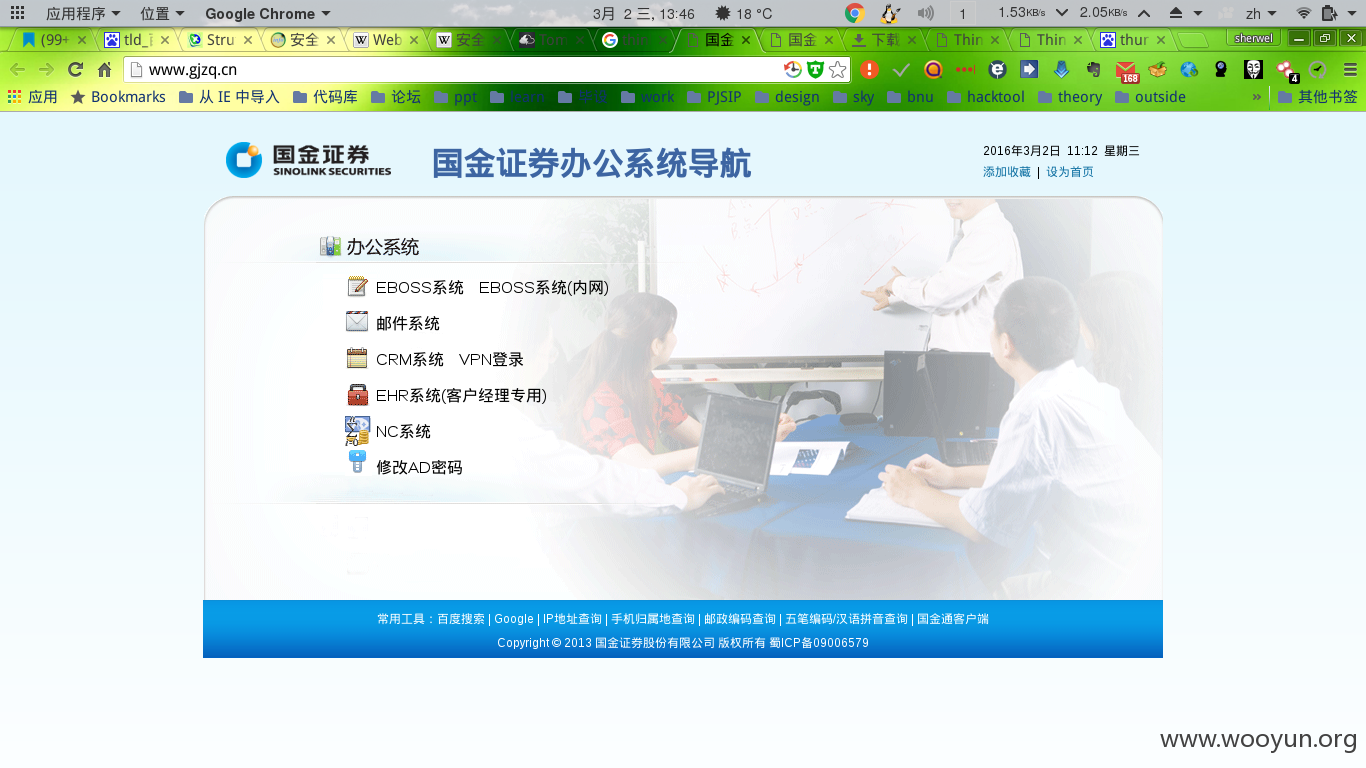 应用程序 位置 Google Chrome 3月 2 三, 13:46 18 °C 1 1.53KB/s 2.05KB/s zh
(99+ tld_ Stru 安全 Web 安全 Tom 国金 国金 下载 Thin Thin thur sherwel
www.gjzq.cn 168 4
应用 Bookmarks 从 IE 中导入 代码库 论坛 ppt work PJSIP design sky bnu hacktool theory outside » 其他书签
国金证券
SINOLINK SECURITIES
国金证券办公系统导航
2016年3月2日 11:12 星期三
添加收藏 | 设为首页
办公系统
EBOSS系统 EBOSS系统(内网)
邮件系统
CRM系统 VPN登录
EHR系统(客户经理专用)
NC系统
修改AD密码
常用工具：百度搜索 | Google | IP地址查询 | 手机归属地查询 | 邮政编码查询 | 五笔编码/汉语拼音查询 | 国金通客户端
Copyright © 2013 国金证券股份有限公司 版权所有 蜀ICP备09006579
www.wooyun.org